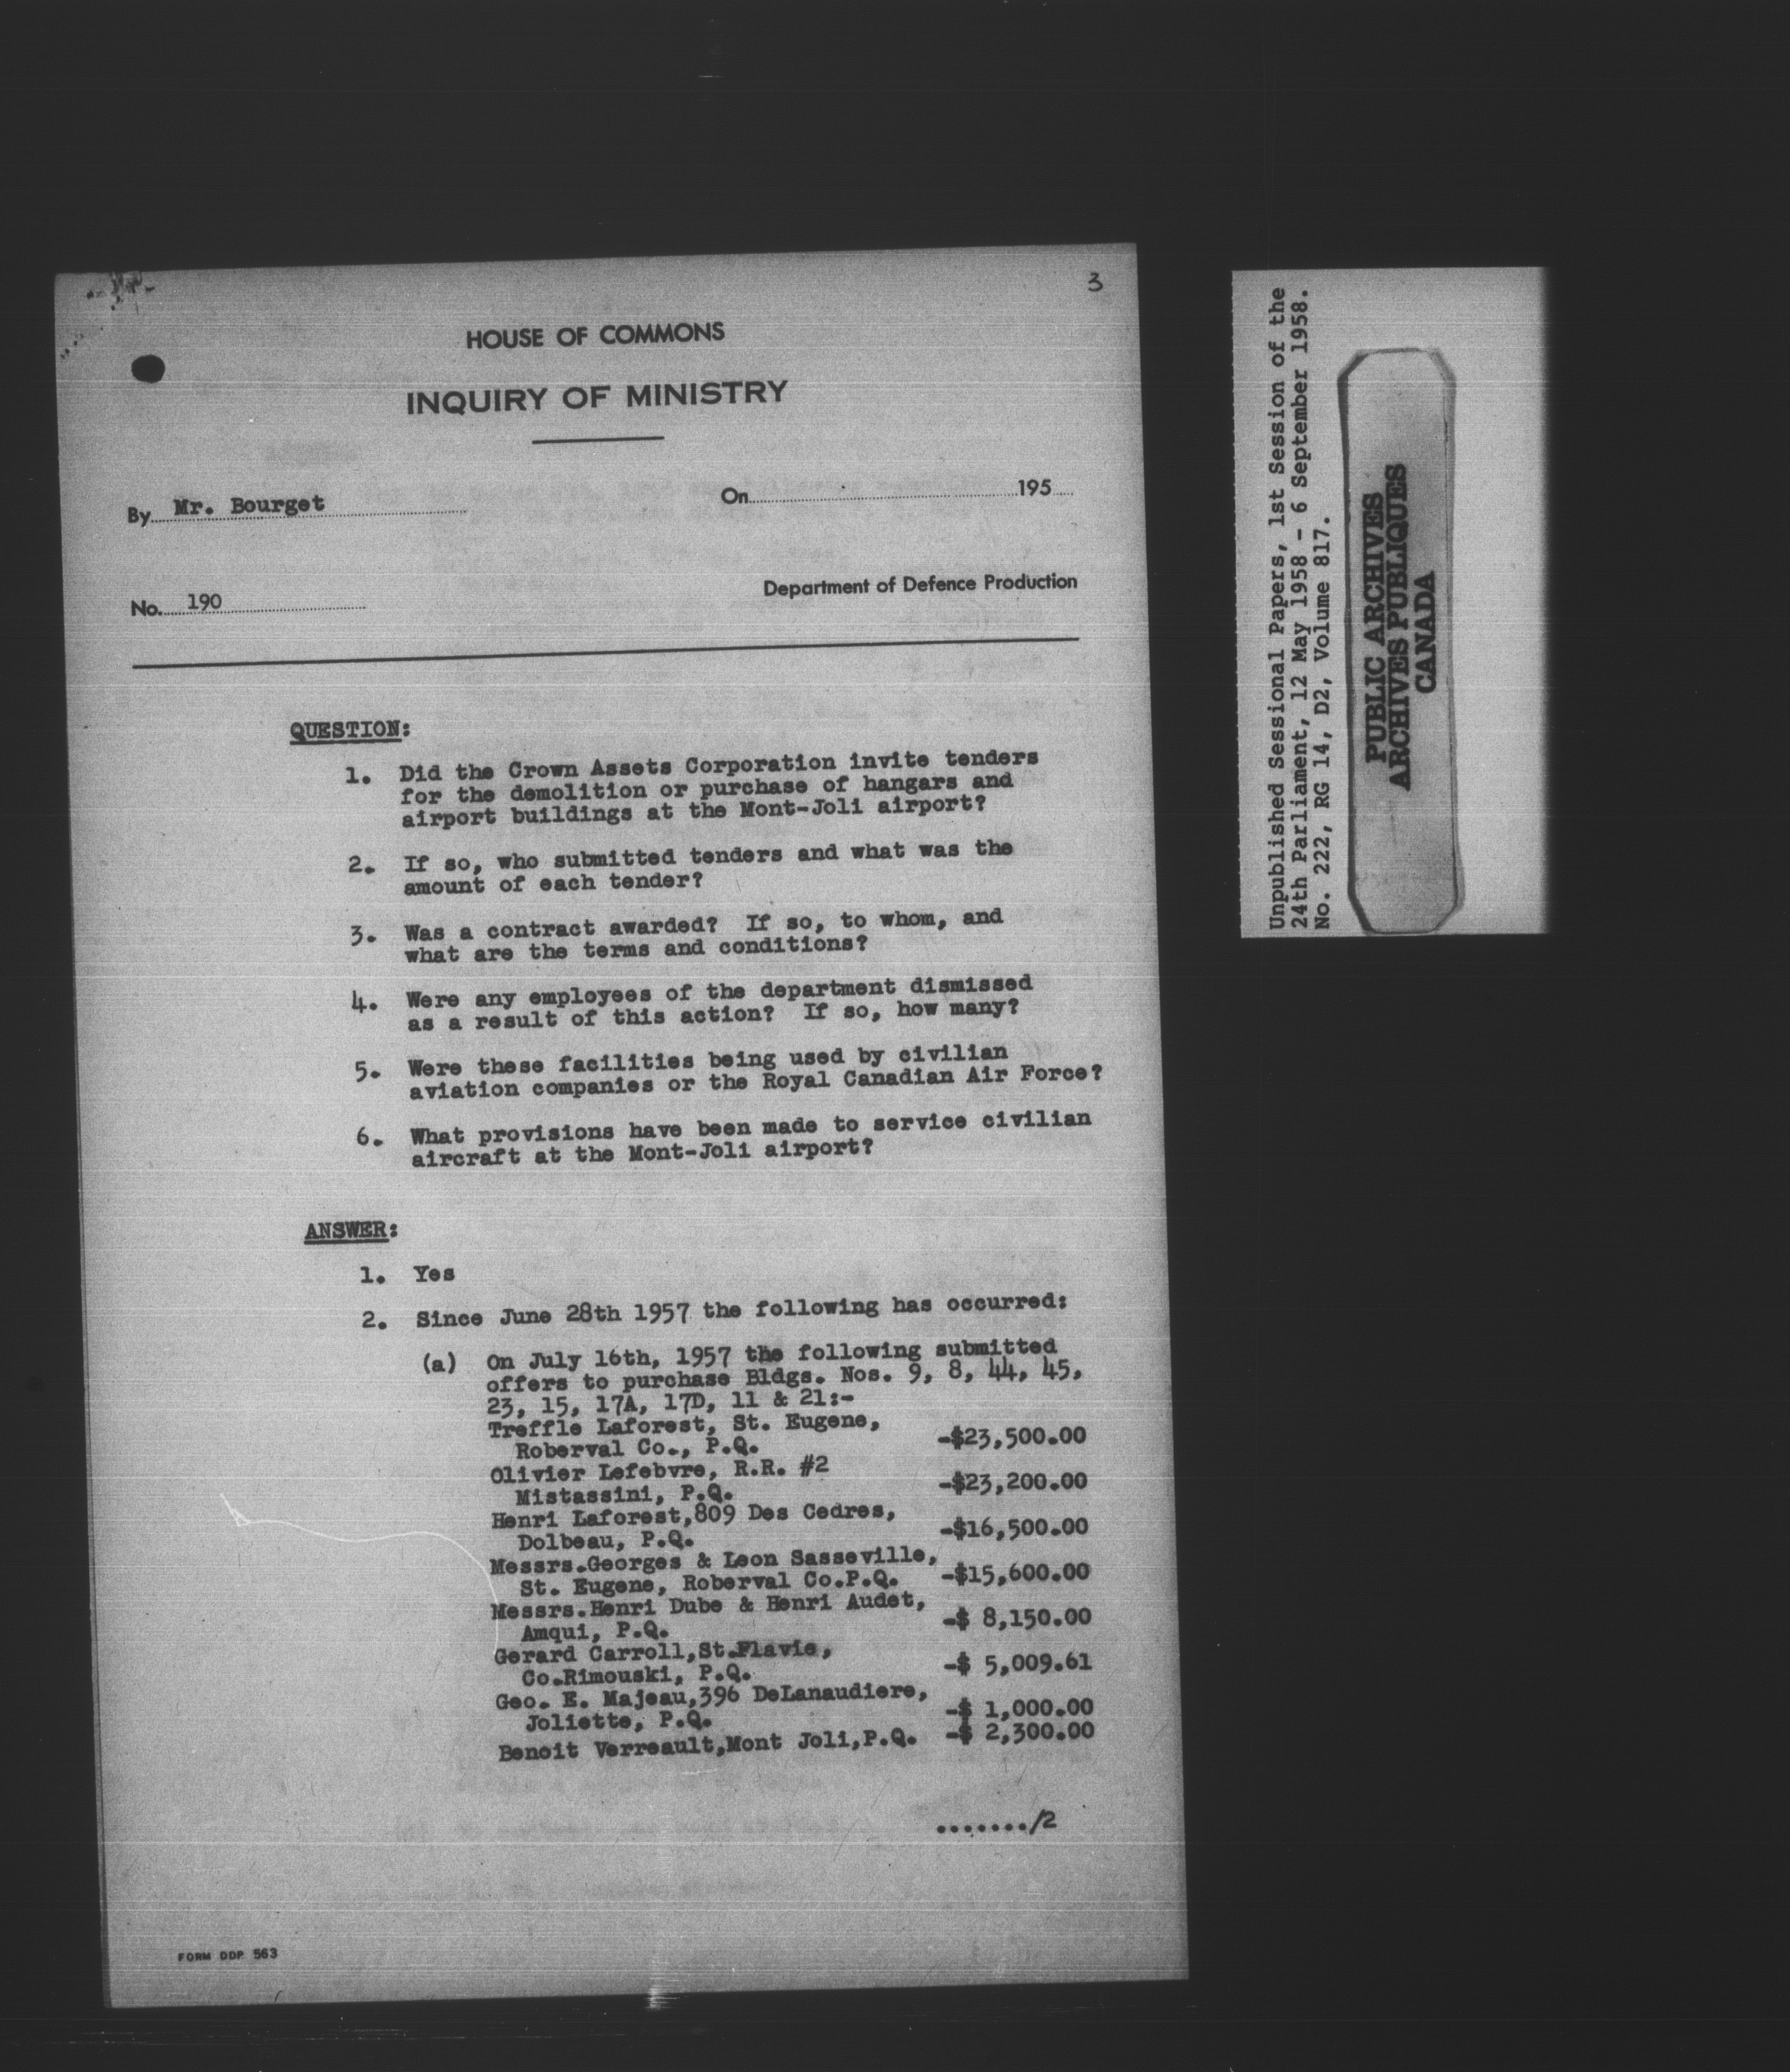 3
HOUSE OF COMMONS
INQUIRY OF MINISTRY
By Mr. Bourget
On 195
No. 190
Department of Defence Production
QUESTION:
1. Did the Crown Assets Corporation invite tenders
for the demolition or purchase of hangars and
airport buildings at the Mont-Joli airport?
2. If so, who submitted tenders and what was the
amount of each tender?
3. Was a contract awarded? If so, to whom, and
what are the terms and conditions?
4. Were any employees of the department dismissed
as a result of this action? If so, how many?
5. Were these facilities being used by civilian
aviation companies or the Royal Canadian Air Force?
6. What provisions have been made to service civilian
aircraft at the Mont-Joli airport?
ANSWER:
1. Yes
2. Since June 28th 1957 the following has occurred:
(a) On July 16th, 1957 the following submitted
offers to purchase Bldgs. Nos. 9, 8, 44, 45,
23, 15, 17A, 17D, 11 & 21:-
Treffle Laforest, St. Eugene,
Roberval Co., P.Q. -$23,500.00
Olivier Lefebvre, R.R. #2
Mistassini, P.Q. -$23,200.00
Henri Laforest,809 Des Cedres,
Dolbeau, P.Q. -$16,500.00
Messrs.Georges & Leon Sasseville,
St. Eugene, Roberval Co.P.Q. -$15,600.00
Messrs.Henri Dube & Henri Audet,
Amqui, P.Q. -$ 8,150.00
Gerard Carroll,St.Flavie,
Co.Rimouski, P.Q. -$ 5,009.61
Geo. E. Majeau,396 DeLanaudiere,
Joliette, P.Q. -$ 1,000.00
Benoit Verreault,Mont Joli,P.Q. -$ 2,300.00
......./2
FORM DDP 563
Unpublished Sessional Papers, 1st Session of the
24th Parliament, 12 May 1958 - 6 September 1958.
No. 222, RG 14, D2, Volume 817.
PUBLIC ARCHIVES
ARCHIVES PUBLIQUES
CANADA